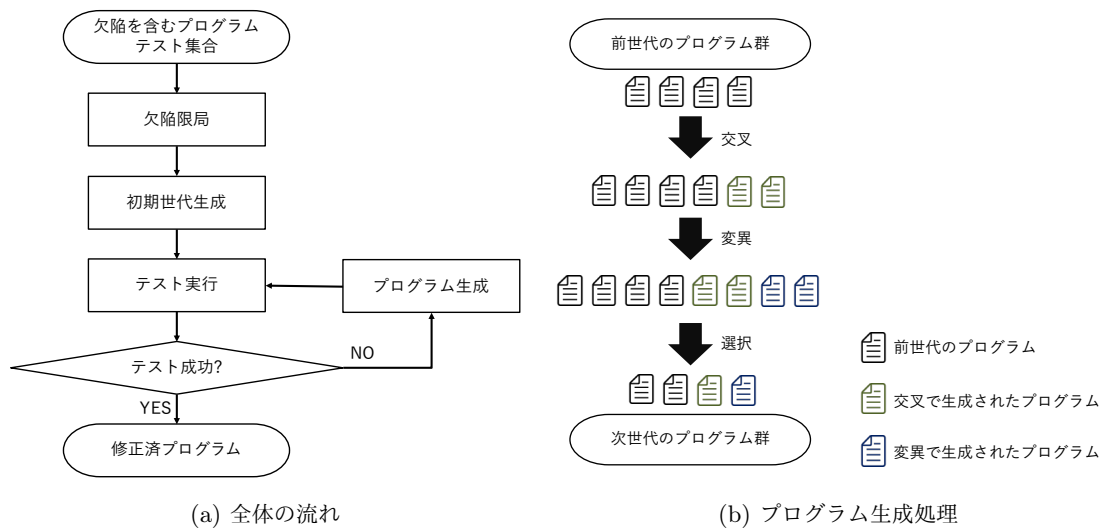 欠陥を含むプログラム
テスト集合
欠陥限局
初期世代生成
テスト実行
プログラム生成
テスト成功?
NO
YES
修正済プログラム
(a) 全体の流れ
前世代のプログラム群
交叉
変異
選択
次世代のプログラム群
前世代のプログラム
交叉で生成されたプログラム
変異で生成されたプログラム
(b) プログラム生成処理